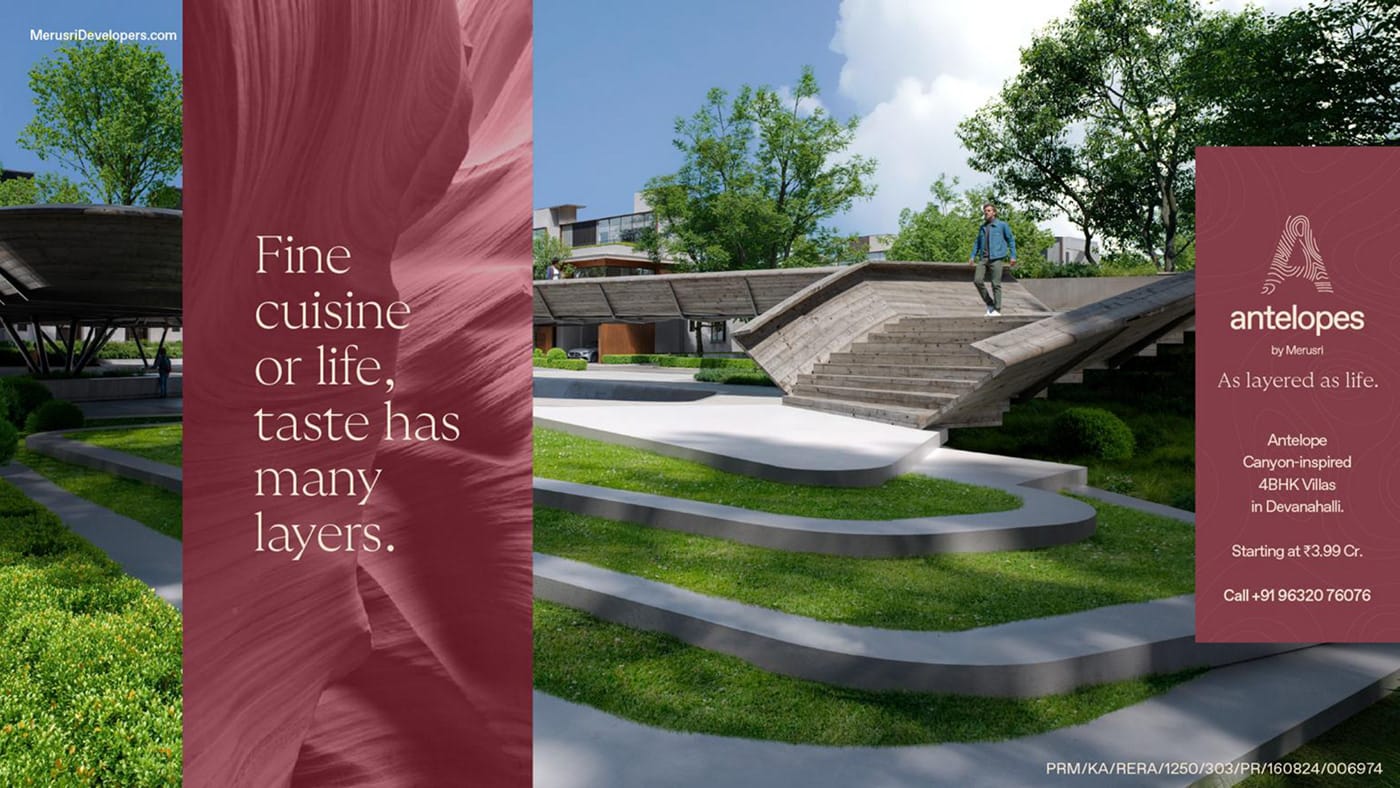 MerusriDevelopers.com
Fine
cuisine
or life,
taste has
many
layers.
antelopes
by Merusri
As layered as life.
Antelope
Canyon-inspired
4BHK Villas
in Devanahalli.
Starting at ₹3.99 Cr.
Call +91 96320 76076
PRM/KA/RERA/1250/303/PR/160824/006974